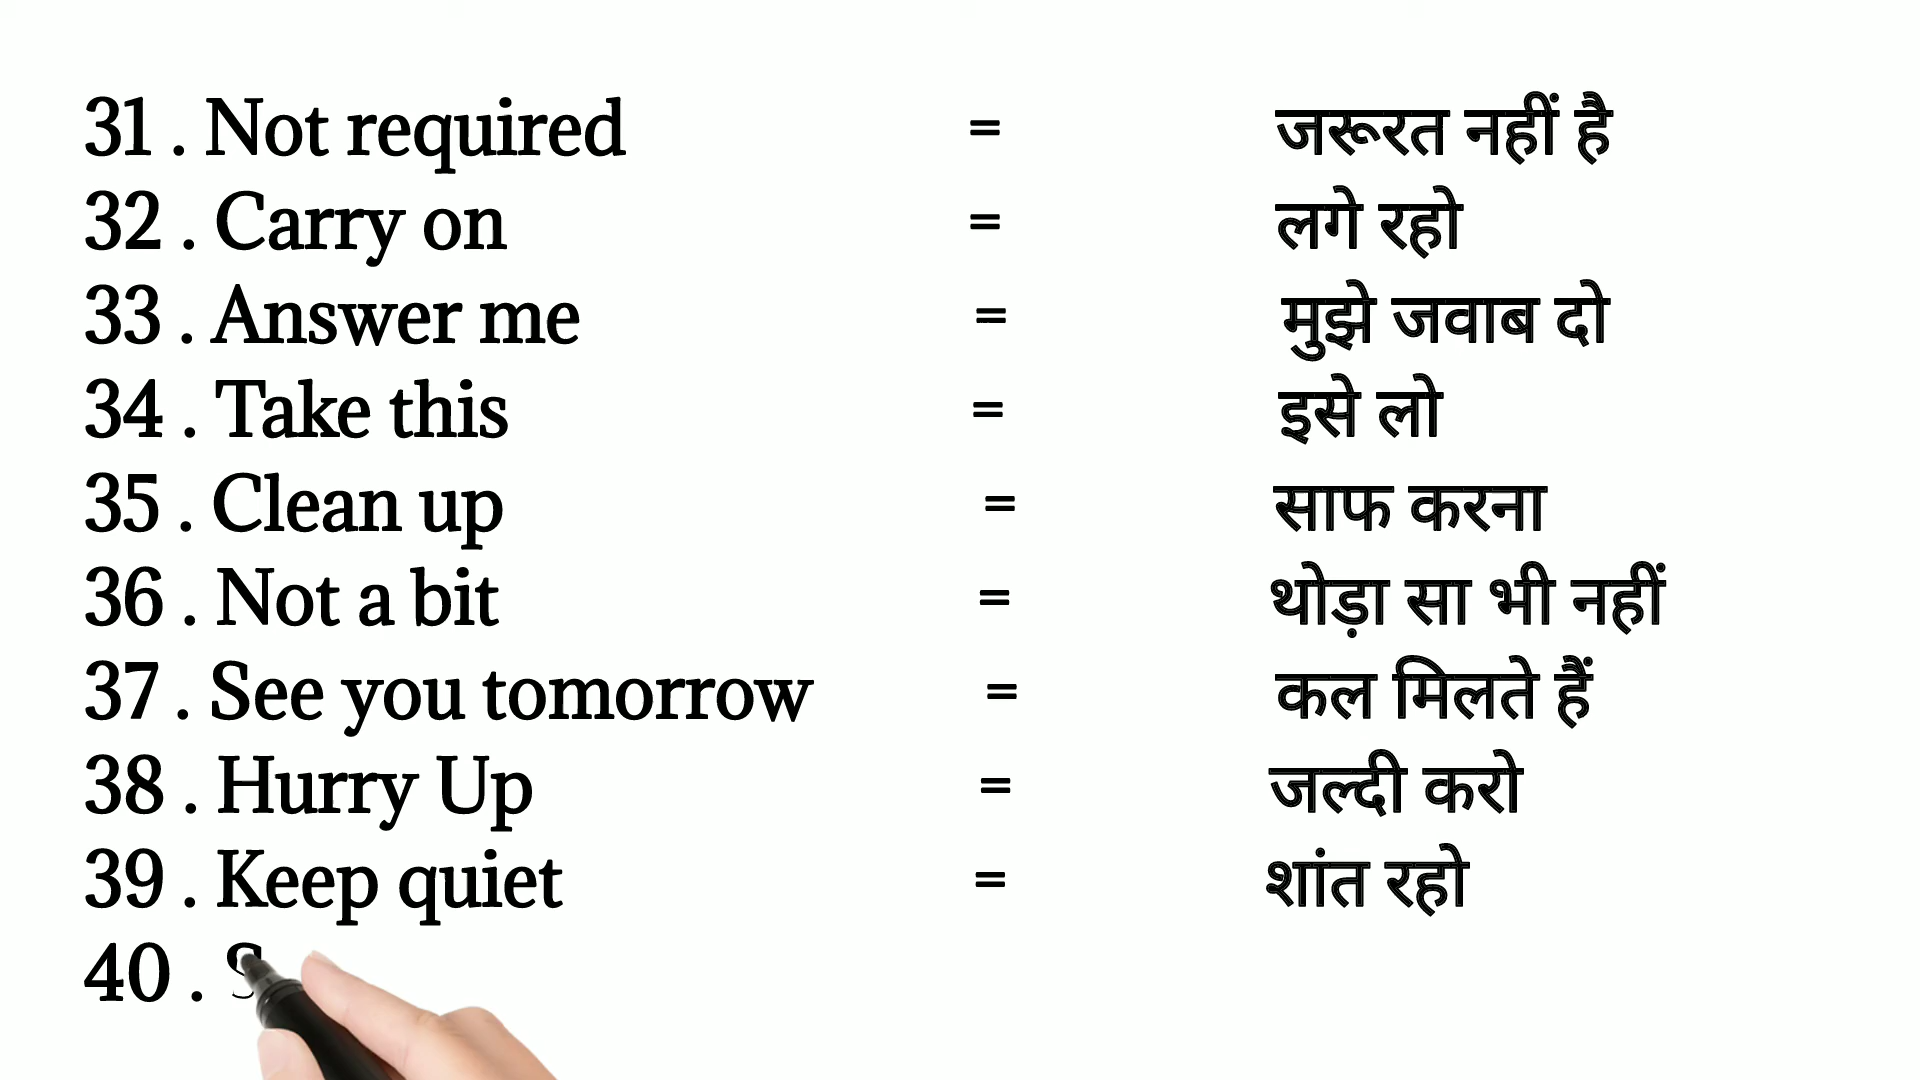 31 . Not required = जरूरत नहीं है
32 . Carry on = लगे रहो
33 . Answer me = मुझे जवाब दो
34 . Take this = इसे लो
35 . Clean up = साफ करना
36 . Not a bit = थोड़ा सा भी नहीं
37 . See you tomorrow = कल मिलते हैं
38 . Hurry Up = जल्दी करो
39 . Keep quiet = शांत रहो
40 . S